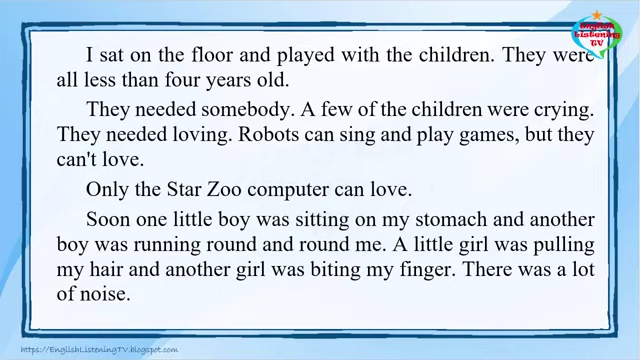 English
Listening
TV
I sat on the floor and played with the children. They were
all less than four years old.
They needed somebody. A few of the children were crying.
They needed loving. Robots can sing and play games, but they
can't love.
Only the Star Zoo computer can love.
Soon one little boy was sitting on my stomach and another
boy was running round and round me. A little girl was pulling
my hair and another girl was biting my finger. There was a lot
of noise.
https://EnglishListeningTV.blogspot.com